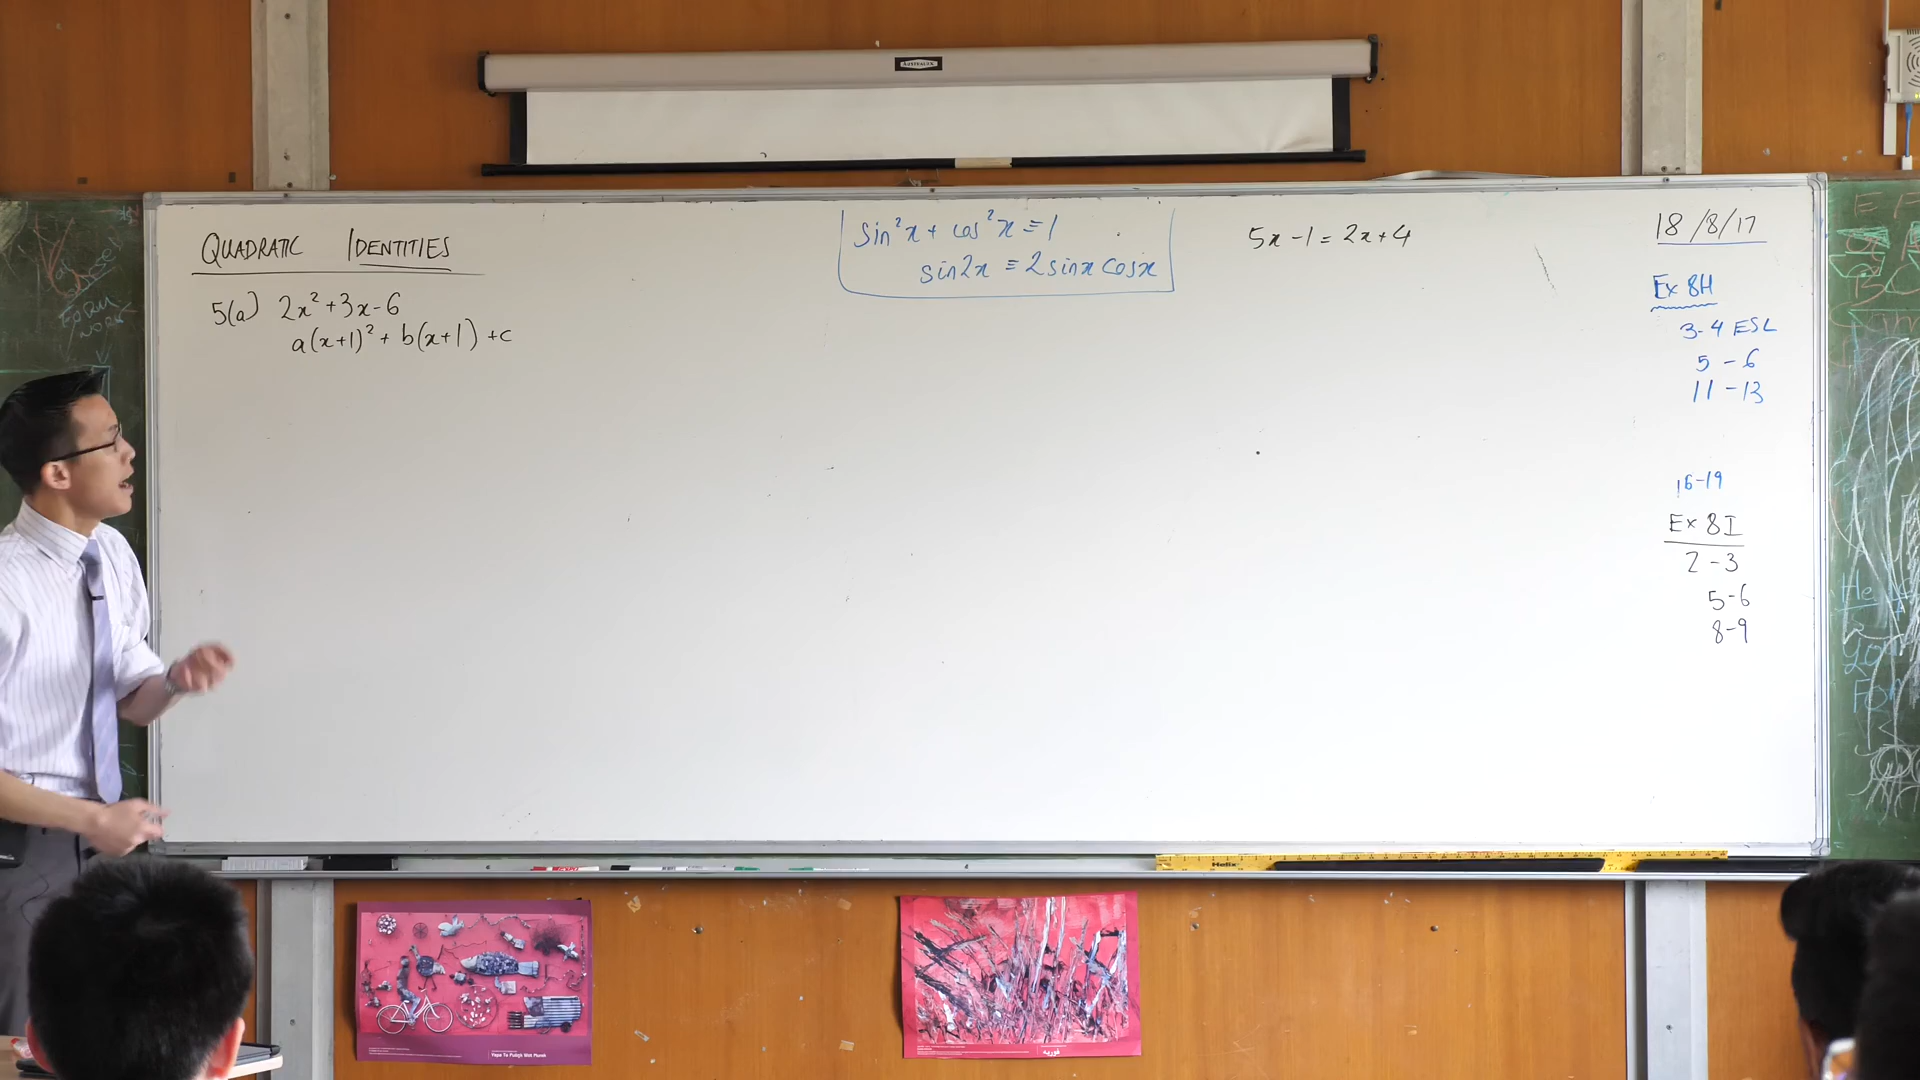 AUSTRALUX
QUADRATIC IDENTITIES
5(a) 2x² + 3x - 6
a(x+1)² + b(x+1) + c
sin²x + cos²x ≡ 1
sin2x ≡ 2sinx cosx
5x - 1 = 2x + 4
18/8/17
Ex 8H
3-4 ESL
5 - 6
11 - 13
16-19
Ex 8I
2 - 3
5-6
8-9
Helix